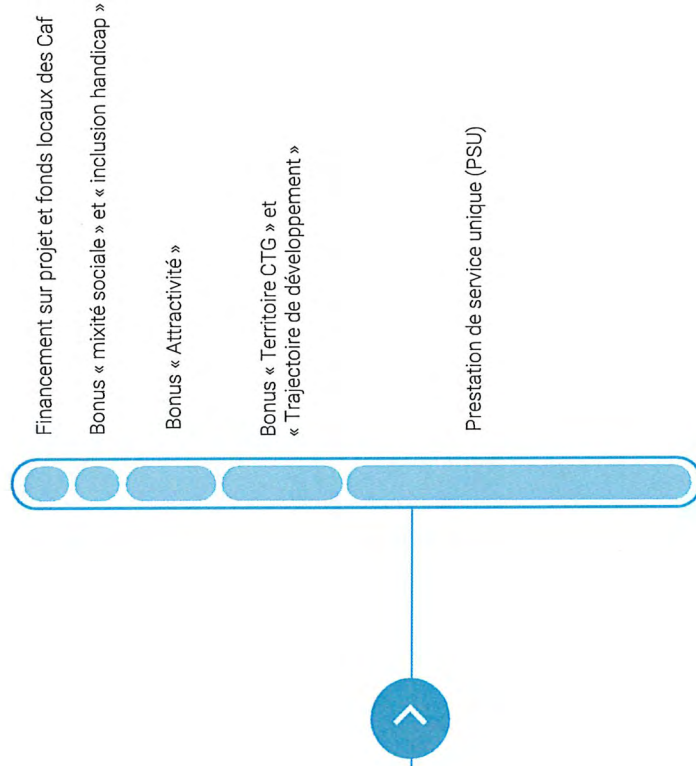 Financement sur projet et fonds locaux des Caf
Bonus « mixité sociale » et « inclusion handicap »
Bonus « Attractivité »
Bonus « Territoire CTG » et
« Trajectoire de développement »
Prestation de service unique (PSU)